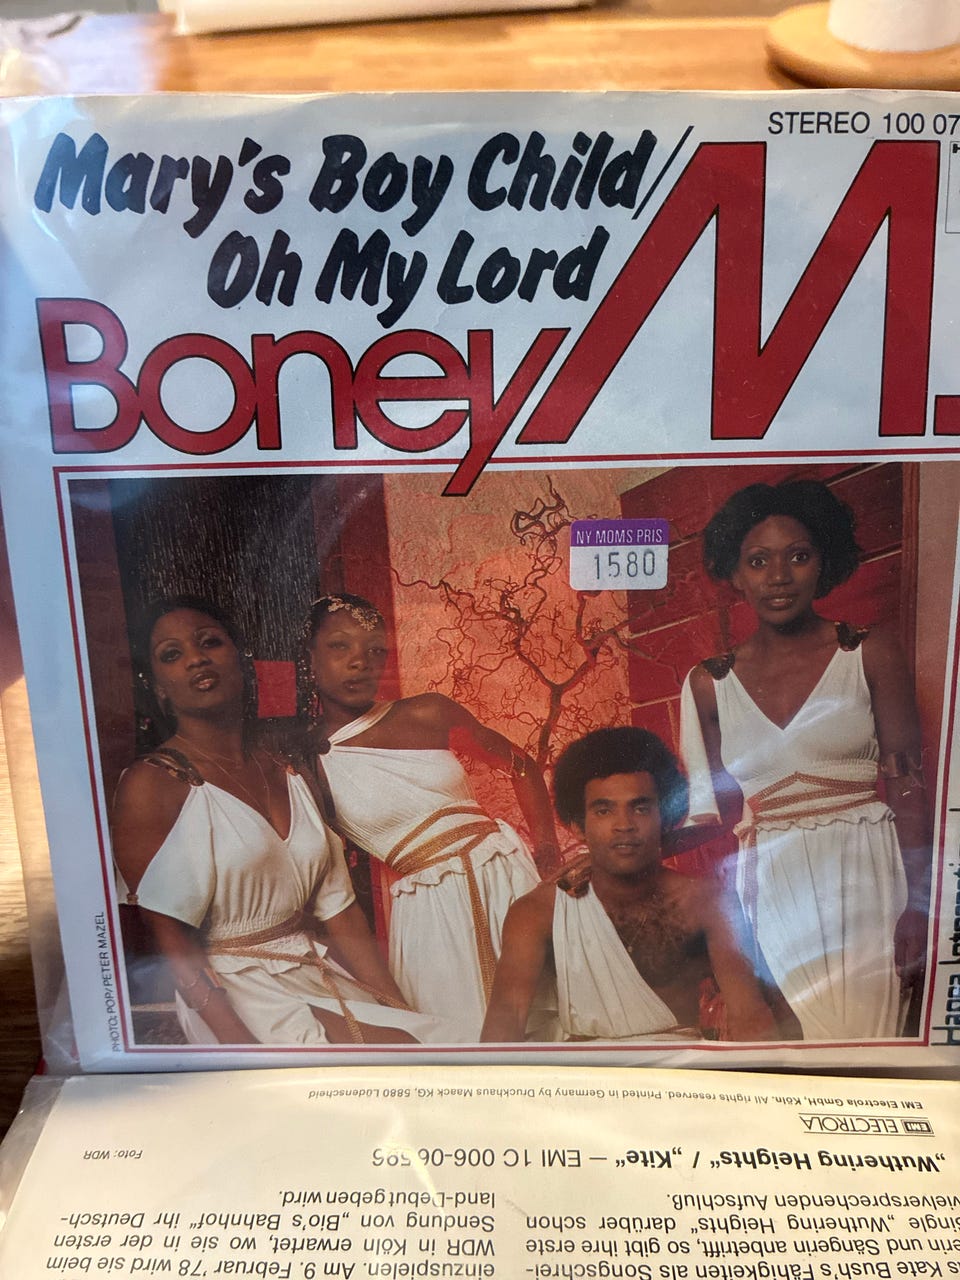 STEREO 100 07
Mary's Boy Child/
Oh My Lord
Boney M.
NY MOMS PRIS
1580
PHOTO: POP/PETER MAZEL
Hansa International
Kate Bush's Fähigkeiten als Songschrei-
erin und Sängerin anbetrifft, so gibt ihre erste
Single „Wuthering Heights“ darüber schon
vielversprechenden Aufschluß.
einzuspielen. Am 9. Februar '78 wird sie beim
WDR in Köln erwartet, wo sie in der ersten
Sendung von „Bio's Bahnhof“ ihr Deutsch-
land-Debut geben wird.
„Wuthering Heights“ / „Kite“ — EMI 1C 006-06 596
Foto: WDR
EMI ELECTROLA
EMI Electrola GmbH, Köln. All rights reserved. Printed in Germany by Druckhaus Maack KG, 5880 Lüdenscheid